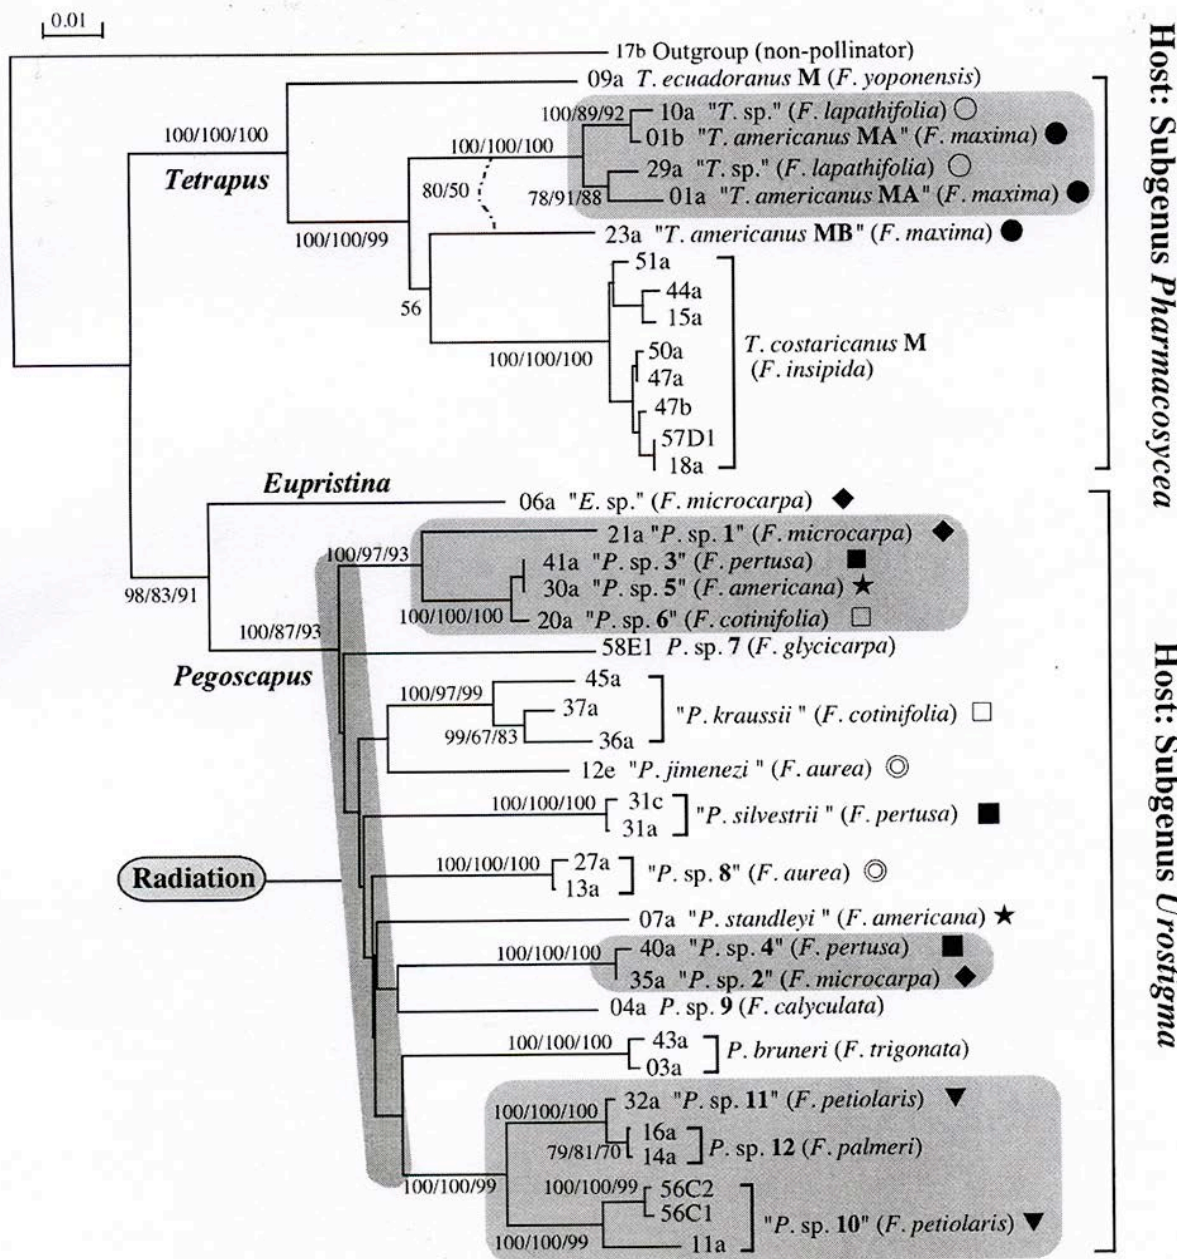 0.01
17b Outgroup (non-pollinator)
09a T. ecuadoranus M (F. yoponensis)
100/89/92
10a "T. sp." (F. lapathifolia)
01b "T. americanus MA" (F. maxima)
100/100/100
100/100/100
Tetrapus
29a "T. sp." (F. lapathifolia)
80/50
78/91/88
01a "T. americanus MA" (F. maxima)
100/100/99
23a "T. americanus MB" (F. maxima)
51a
44a
56
15a
100/100/100
T. costaricanus M
(F. insipida)
50a
47a
47b
57D1
18a
Host: Subgenus Pharmacosycea
Eupristina
06a "E. sp." (F. microcarpa)
21a "P. sp. 1" (F. microcarpa)
100/97/93
41a "P. sp. 3" (F. pertusa)
30a "P. sp. 5" (F. americana)
98/83/91
100/100/100
20a "P. sp. 6" (F. cotinifolia)
100/87/93
58E1 P. sp. 7 (F. glycicarpa)
Pegoscapus
100/97/99
45a
37a
"P. kraussii" (F. cotinifolia)
99/67/83
36a
12e "P. jimenezi" (F. aurea)
100/100/100
31c
31a
"P. silvestrii" (F. pertusa)
100/100/100
27a
13a
"P. sp. 8" (F. aurea)
Radiation
07a "P. standleyi" (F. americana)
100/100/100
40a "P. sp. 4" (F. pertusa)
35a "P. sp. 2" (F. microcarpa)
04a P. sp. 9 (F. calyculata)
100/100/100
43a
03a
P. bruneri (F. trigonata)
100/100/100
32a "P. sp. 11" (F. petiolaris)
79/81/70
16a
14a
P. sp. 12 (F. palmeri)
100/100/99
100/100/99
56C2
56C1
"P. sp. 10" (F. petiolaris)
100/100/99
11a
Host: Subgenus Urostigma